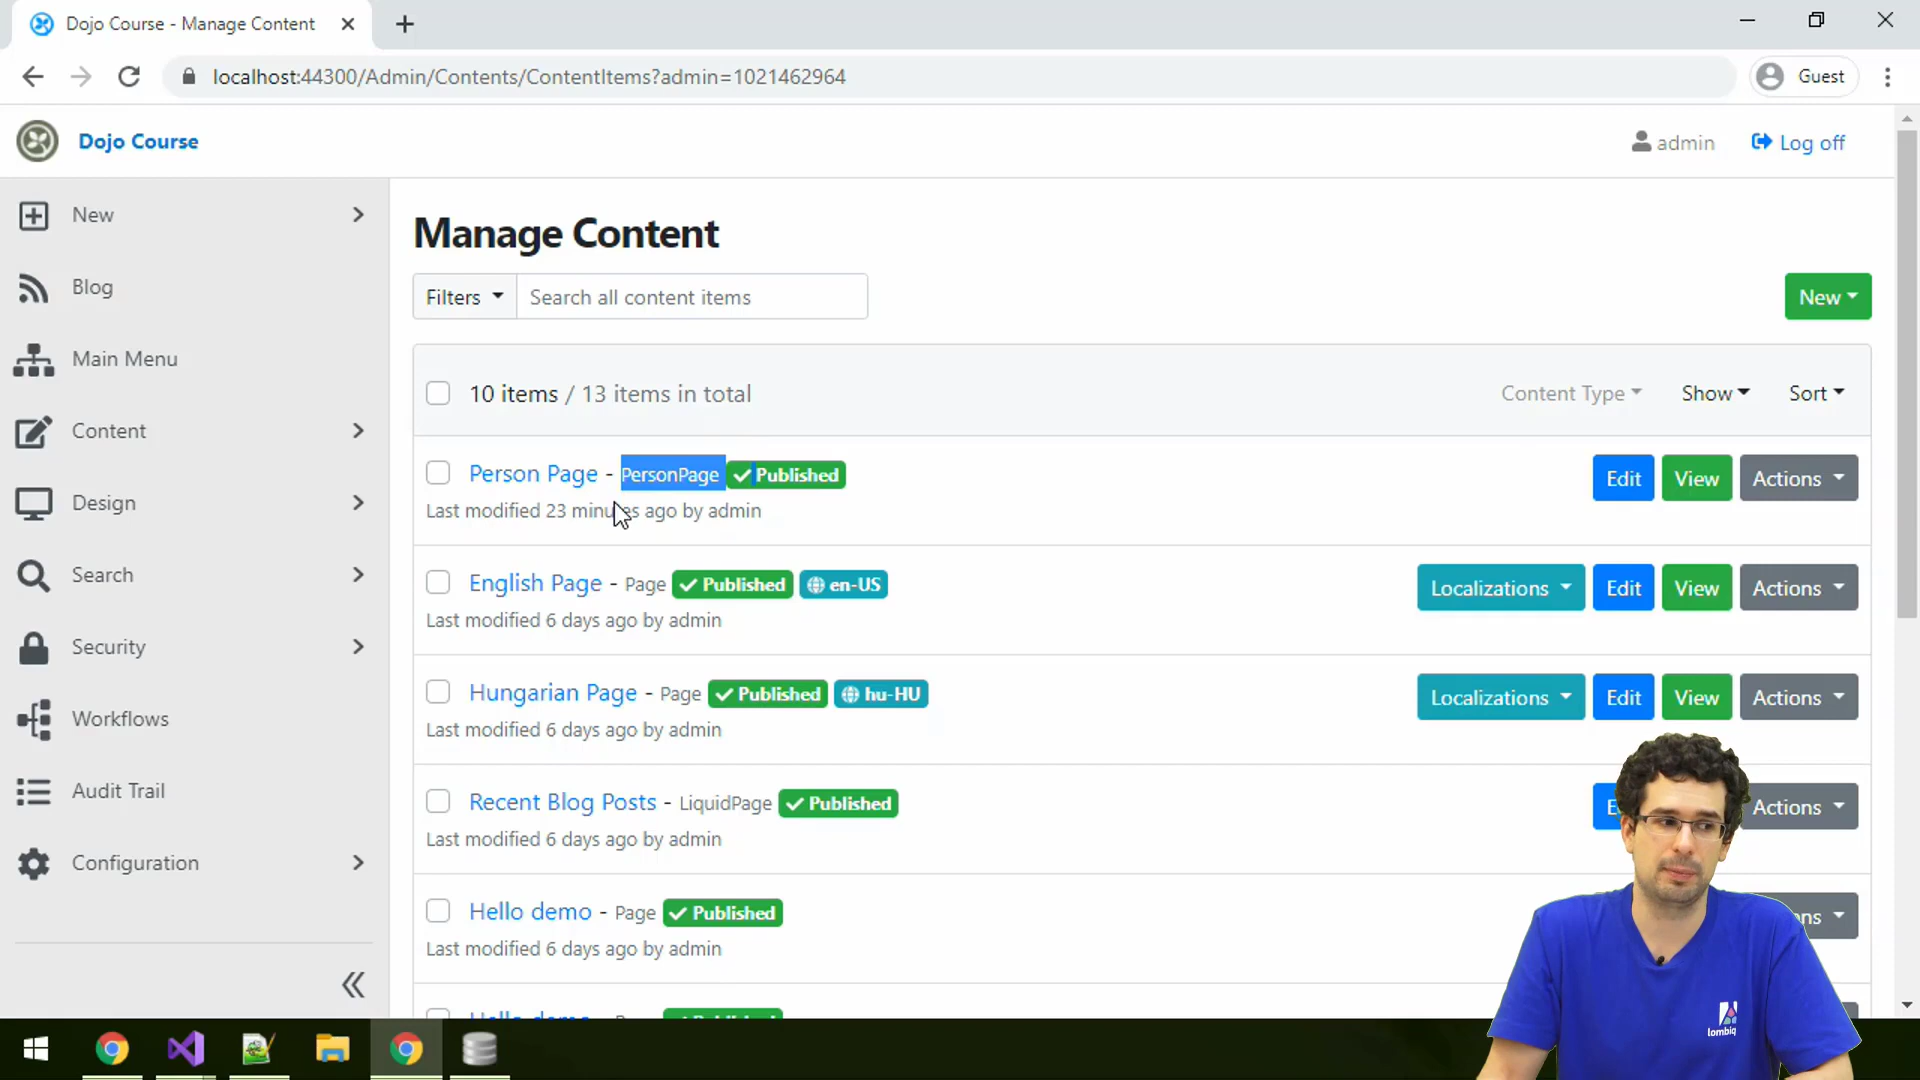 Dojo Course - Manage Content
localhost:44300/Admin/Contents/ContentItems?admin=1021462964
Guest
Dojo Course
admin
Log off
New
Blog
Main Menu
Content
Design
Search
Security
Workflows
Audit Trail
Configuration
Manage Content
Filters
Search all content items
New
10 items / 13 items in total
Content Type
Show
Sort
Person Page - PersonPage Published
Edit View Actions
Last modified 23 minutes ago by admin
English Page - Page Published en-US
Localizations Edit View Actions
Last modified 6 days ago by admin
Hungarian Page - Page Published hu-HU
Localizations Edit View Actions
Last modified 6 days ago by admin
Recent Blog Posts - LiquidPage Published
Actions
Last modified 6 days ago by admin
Hello demo - Page Published
Last modified 6 days ago by admin
lombiq